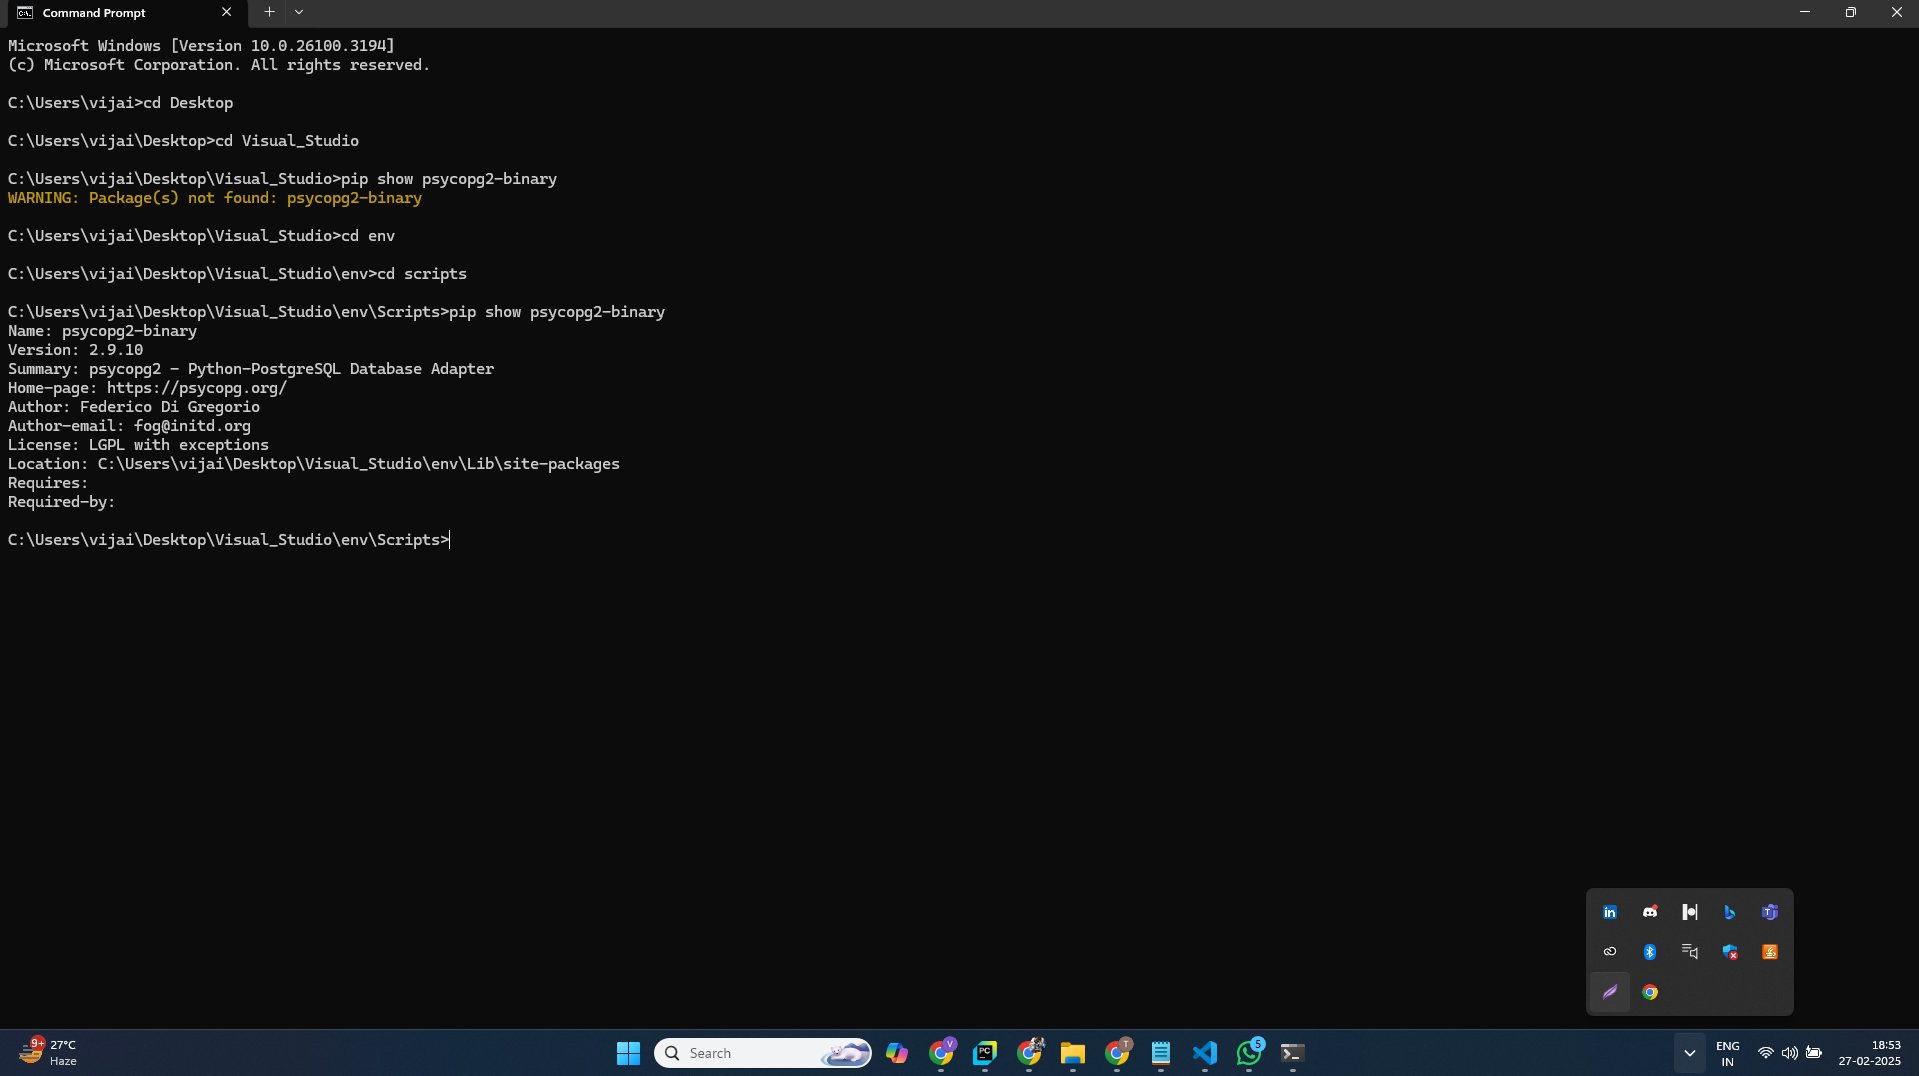 Command Prompt
Microsoft Windows [Version 10.0.26100.3194]
(c) Microsoft Corporation. All rights reserved.
C:\Users\vijai>cd Desktop
C:\Users\vijai\Desktop>cd Visual_Studio
C:\Users\vijai\Desktop\Visual_Studio>pip show psycopg2-binary
WARNING: Package(s) not found: psycopg2-binary
C:\Users\vijai\Desktop\Visual_Studio>cd env
C:\Users\vijai\Desktop\Visual_Studio\env>cd scripts
C:\Users\vijai\Desktop\Visual_Studio\env\Scripts>pip show psycopg2-binary
Name: psycopg2-binary
Version: 2.9.10
Summary: psycopg2 - Python-PostgreSQL Database Adapter
Home-page: https://psycopg.org/
Author: Federico Di Gregorio
Author-email: fog@initd.org
License: LGPL with exceptions
Location: C:\Users\vijai\Desktop\Visual_Studio\env\Lib\site-packages
Requires:
Required-by:
C:\Users\vijai\Desktop\Visual_Studio\env\Scripts>
9+
27°C
Haze
Search
V
PC
T
5
ENG
IN
18:53
27-02-2025